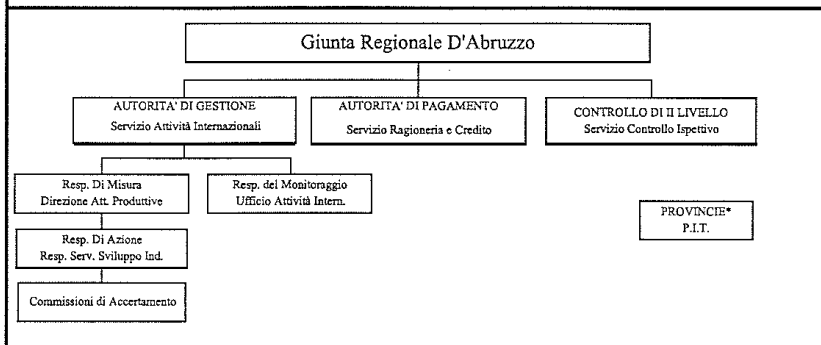 Giunta Regionale D'Abruzzo
AUTORITA' DI GESTIONE
Servizio Attività Internazionali
AUTORITA' DI PAGAMENTO
Servizio Ragioneria e Credito
CONTROLLO DI II LIVELLO
Servizio Controllo Ispettivo
Resp. Di Misura
Direzione Att. Produttive
Resp. del Monitoraggio
Ufficio Attività Intern.
PROVINCIE*
P.I.T.
Resp. Di Azione
Resp. Serv. Sviluppo Ind.
Commissioni di Accertamento